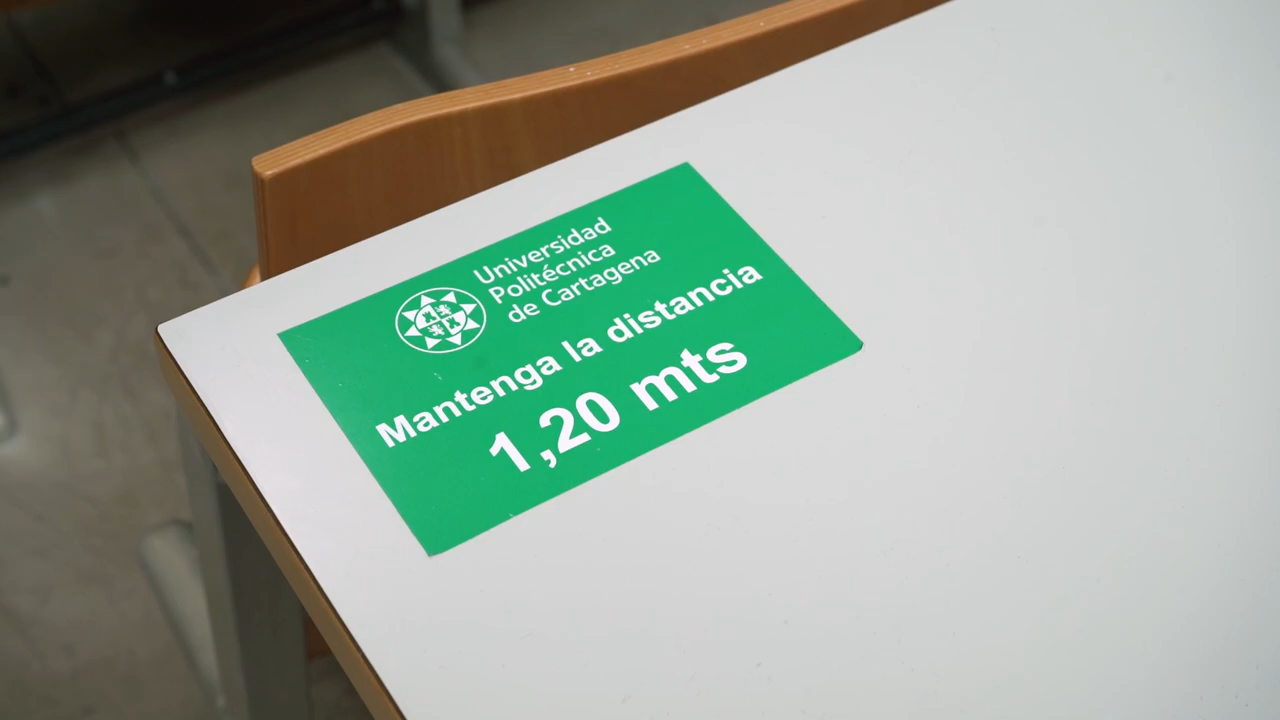 Universidad
Politécnica
de Cartagena
Mantenga la distancia
1,20 mts